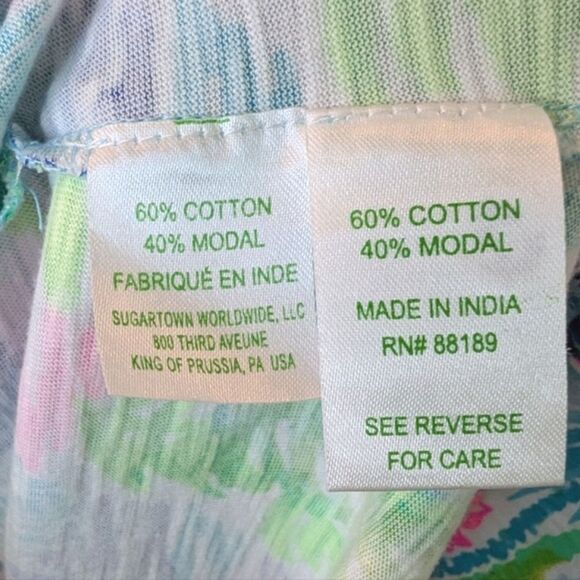 60% COTTON
40% MODAL
FABRIQUÉ EN INDE
SUGARTOWN WORLDWIDE, LLC
800 THIRD AVEUNE
KING OF PRUSSIA, PA USA
60% COTTON
40% MODAL
MADE IN INDIA
RN# 88189
SEE REVERSE
FOR CARE